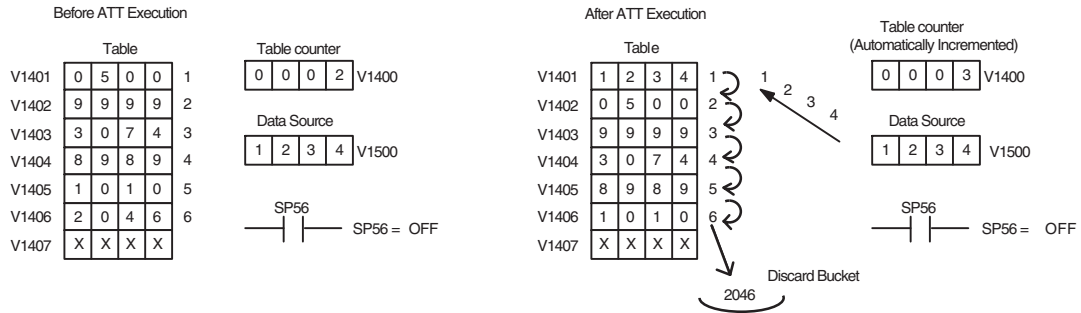 Before ATT Execution
Table
V1401 0 5 0 0 1
V1402 9 9 9 9 2
V1403 3 0 7 4 3
V1404 8 9 8 9 4
V1405 1 0 1 0 5
V1406 2 0 4 6 6
V1407 X X X X
Table counter
0 0 0 2 V1400
Data Source
1 2 3 4 V1500
SP56
SP56 = OFF
After ATT Execution
Table
V1401 1 2 3 4 1
V1402 0 5 0 0 2
V1403 9 9 9 9 3
V1404 3 0 7 4 4
V1405 8 9 8 9 5
V1406 1 0 1 0 6
V1407 X X X X
1
2
3
4
Discard Bucket
2046
Table counter
(Automatically Incremented)
0 0 0 3 V1400
Data Source
1 2 3 4 V1500
SP56
SP56 = OFF